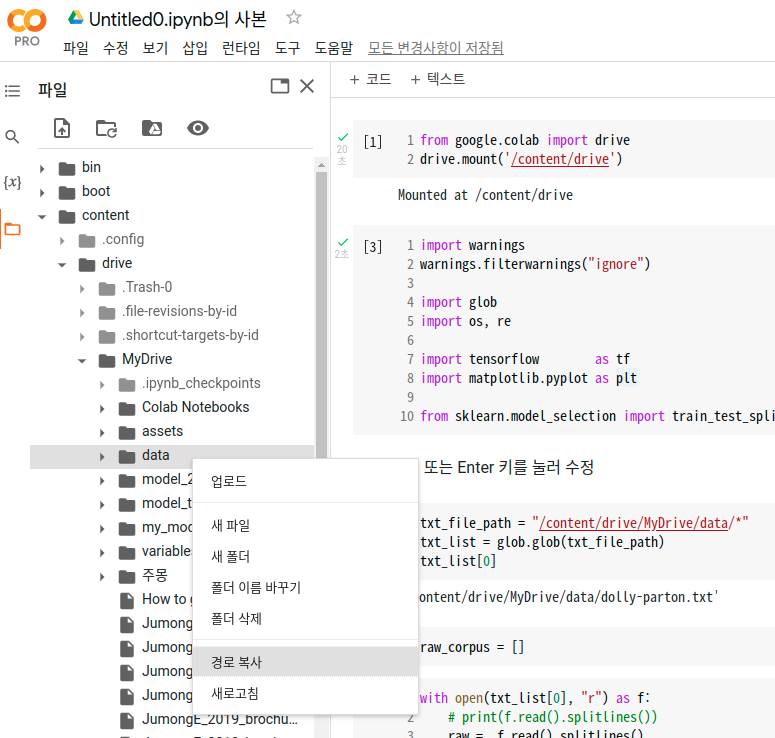 CO
PRO
Untitled0.ipynb의 사본
파일 수정 보기 삽입 런타임 도구 도움말 모든 변경사항이 저장됨
파일
+ 코드 + 텍스트
{x}
bin
boot
content
.config
drive
.Trash-0
.file-revisions-by-id
.shortcut-targets-by-id
MyDrive
.ipynb_checkpoints
Colab Notebooks
assets
data
model_2
model_t
my_mod
variables
주몽
How to g
Jumong
Jumong
Jumong
Jumong
JumongE_2019_brochu...
업로드
새 파일
새 폴더
폴더 이름 바꾸기
폴더 삭제
경로 복사
새로고침
20
초
[1]
1 from google.colab import drive
2 drive.mount('/content/drive')
Mounted at /content/drive
2초
[3]
1 import warnings
2 warnings.filterwarnings("ignore")
3
4 import glob
5 import os, re
6
7 import tensorflow as tf
8 import matplotlib.pyplot as plt
9
10 from sklearn.model_selection import train_test_spli
또는 Enter 키를 눌러 수정
txt_file_path = "/content/drive/MyDrive/data/*"
txt_list = glob.glob(txt_file_path)
txt_list[0]
ontent/drive/MyDrive/data/dolly-parton.txt'
raw_corpus = []
with open(txt_list[0], "r") as f:
2 # print(f.read().splitlines())
3 raw = f.read().splitlines()